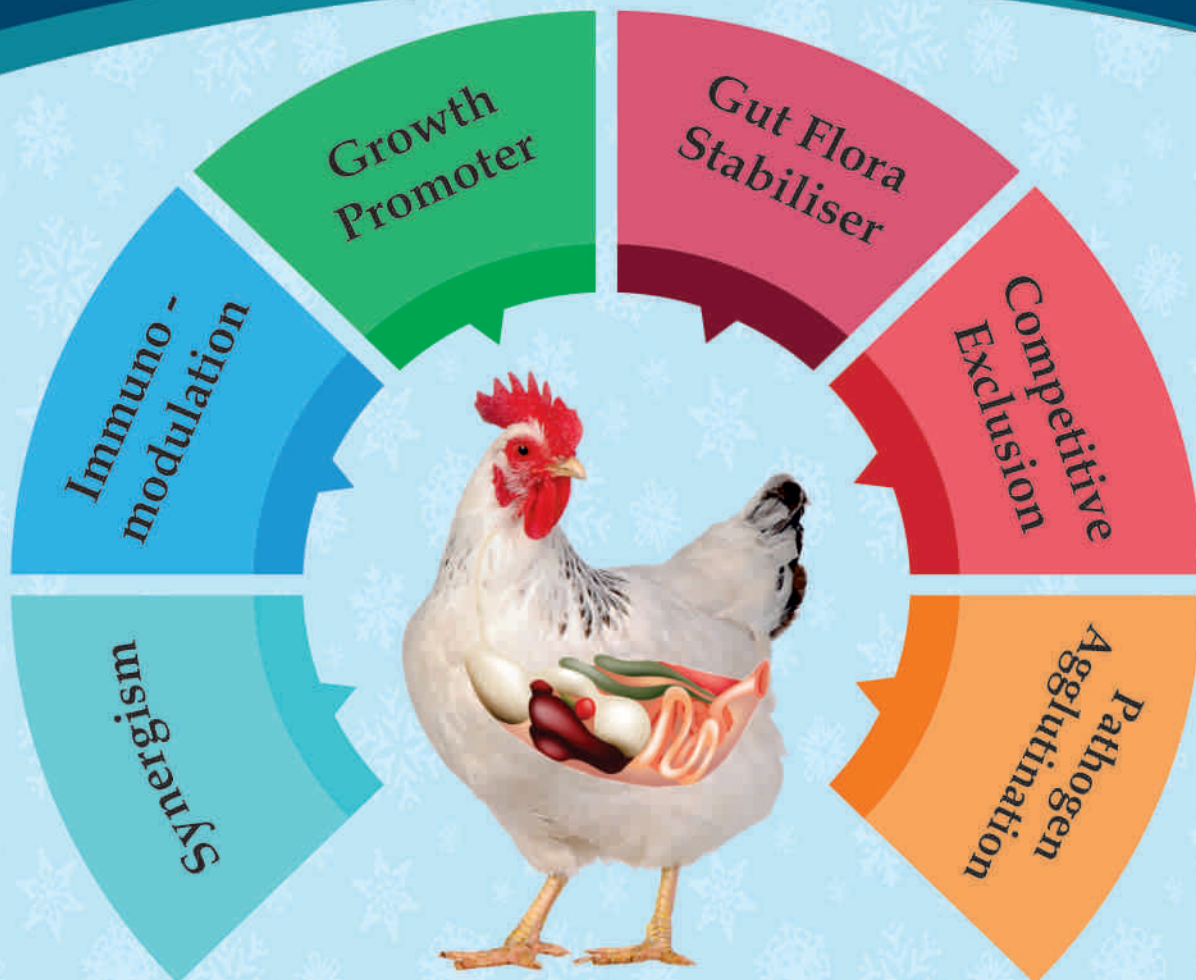 Growth
Promoter
Gut Flora
Stabiliser
Immuno -
modulation
Competitive
Exclusion
Synergism
Pathogen
Agglutination